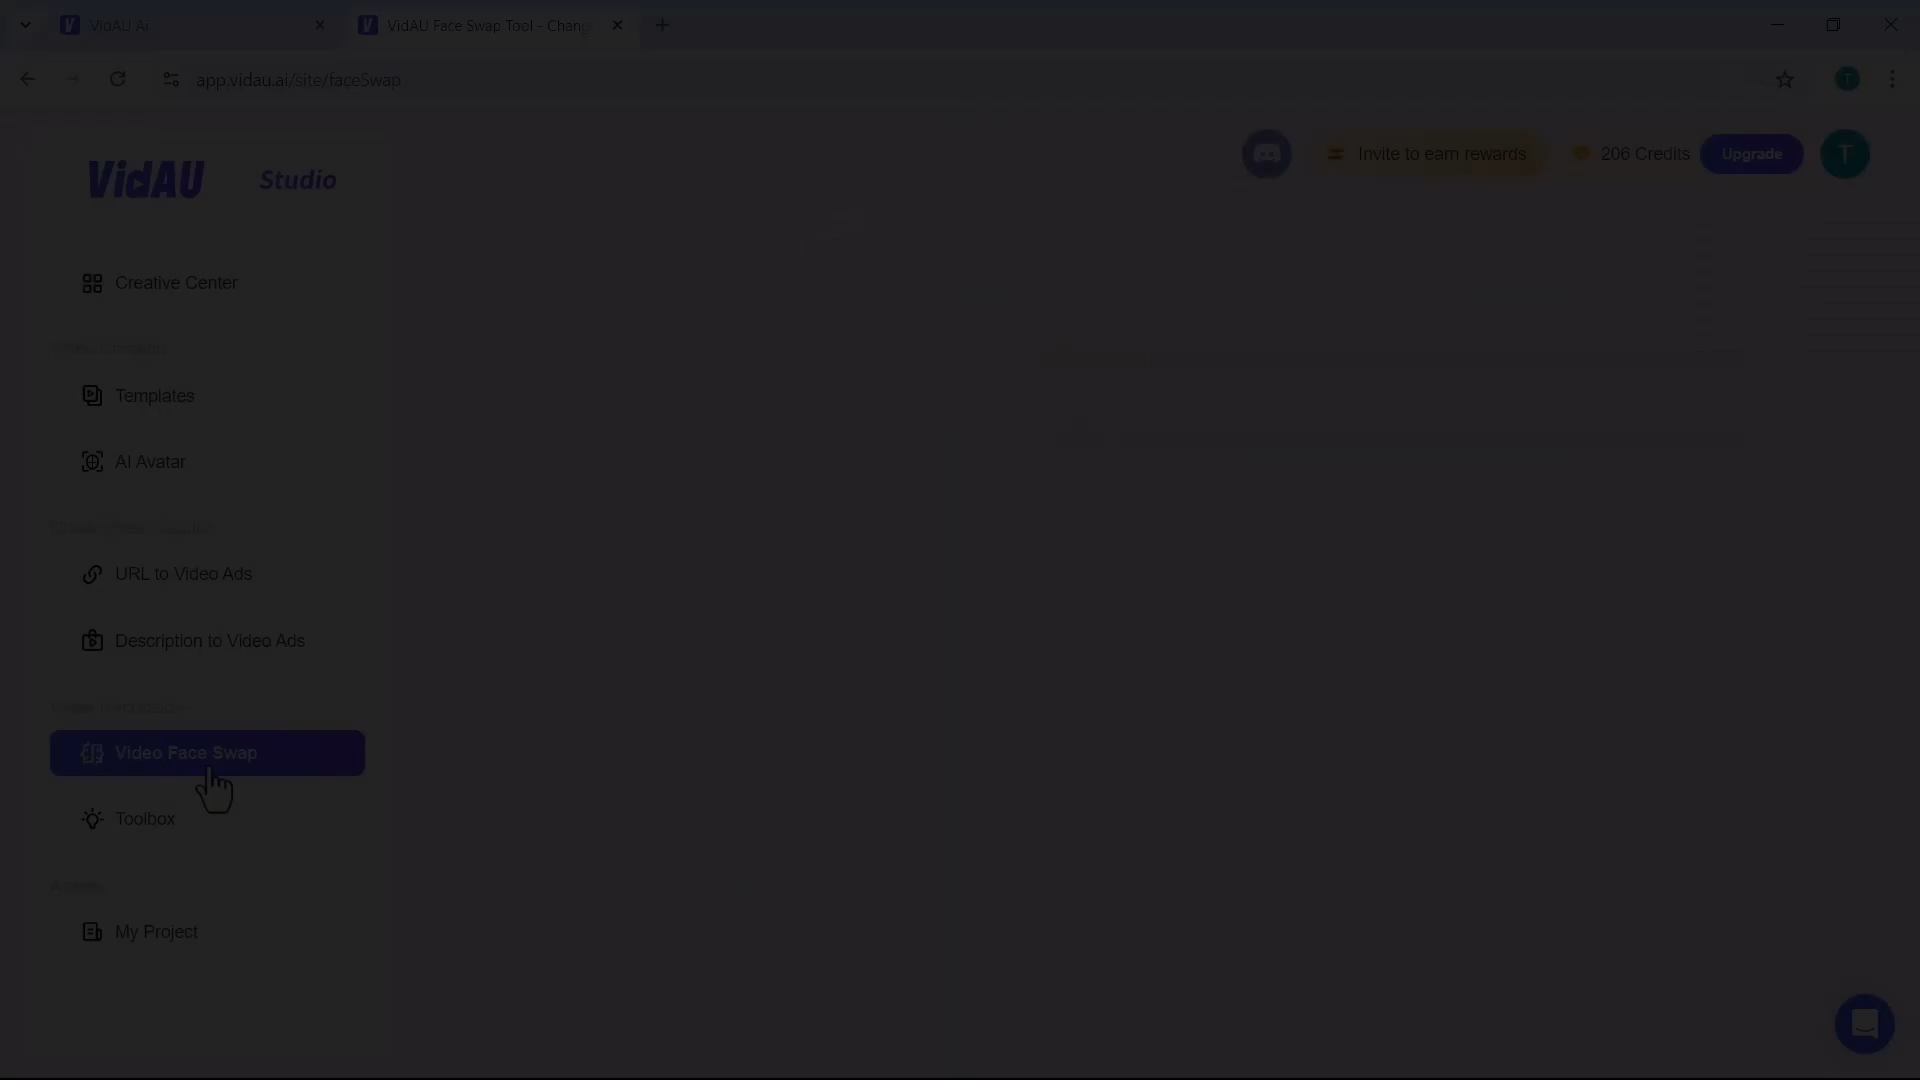 VidAU AI
VidAU Face Swap Tool - Chang
app.vidau.ai/site/faceSwap
VidAU Studio
Invite to earn rewards
206 Credits
Upgrade
T
Creative Center
Templates
AI Avatar
URL to Video Ads
Description to Video Ads
Video Face Swap
Toolbox
My Project